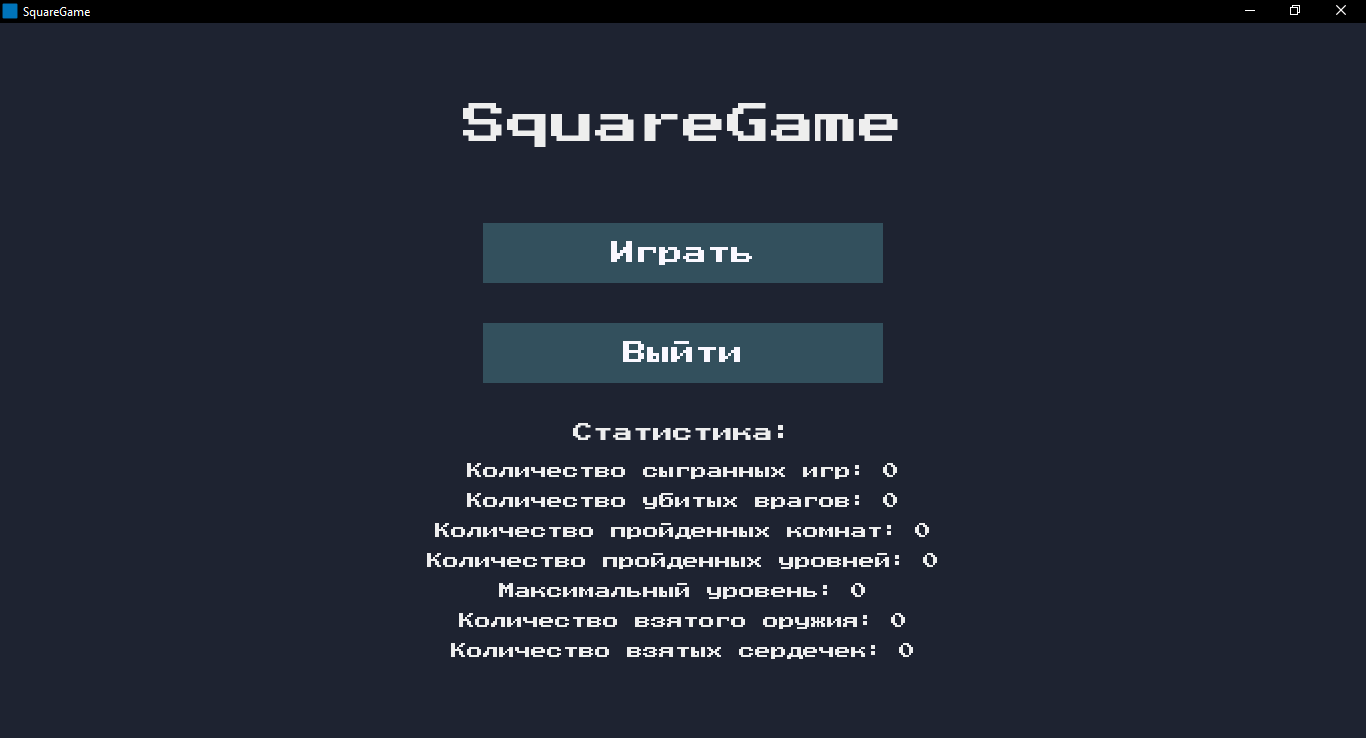 SquareGame
SquareGame
Играть
Выйти
Статистика:
Количество сыгранных игр: 0
Количество убитых врагов: 0
Количество пройденных комнат: 0
Количество пройденных уровней: 0
Максимальный уровень: 0
Количество взятого оружия: 0
Количество взятых сердечек: 0